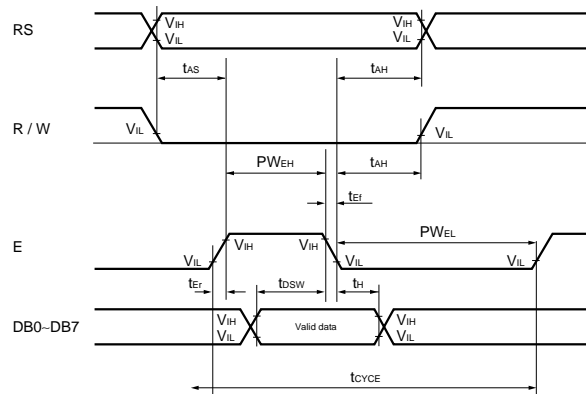 RS
VIH
VIL
VIH
VIL
tAS
tAH
R / W
VIL
VIL
PWEH
tAH
tEf
E
VIL
VIH
VIH
VIL
PWEL
VIL
tEr
tDSW
tH
DB0~DB7
VIH
VIL
Valid data
VIH
VIL
tCYCE